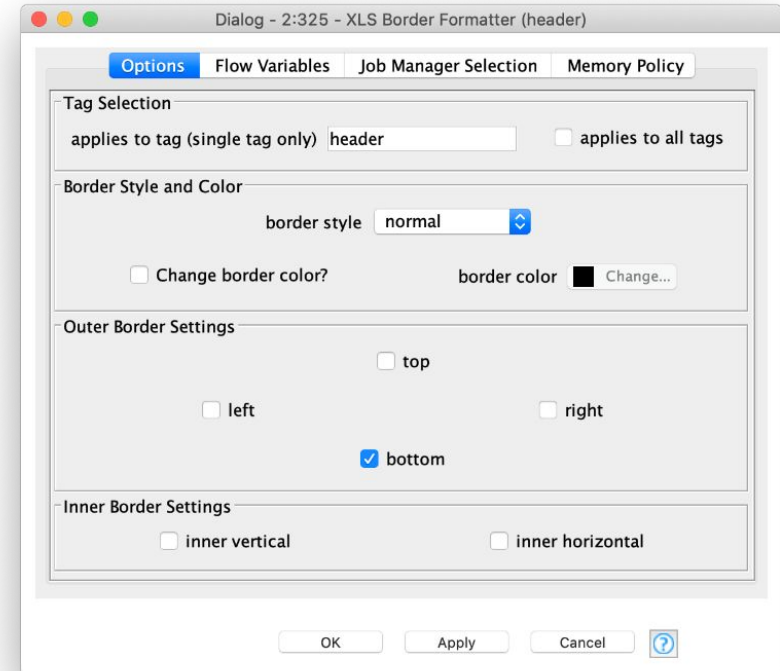 Dialog - 2:325 - XLS Border Formatter (header)
Options Flow Variables Job Manager Selection Memory Policy
Tag Selection
applies to tag (single tag only) header applies to all tags
Border Style and Color
border style normal
Change border color? border color Change...
Outer Border Settings
top
left right
bottom
Inner Border Settings
inner vertical inner horizontal
OK Apply Cancel ?